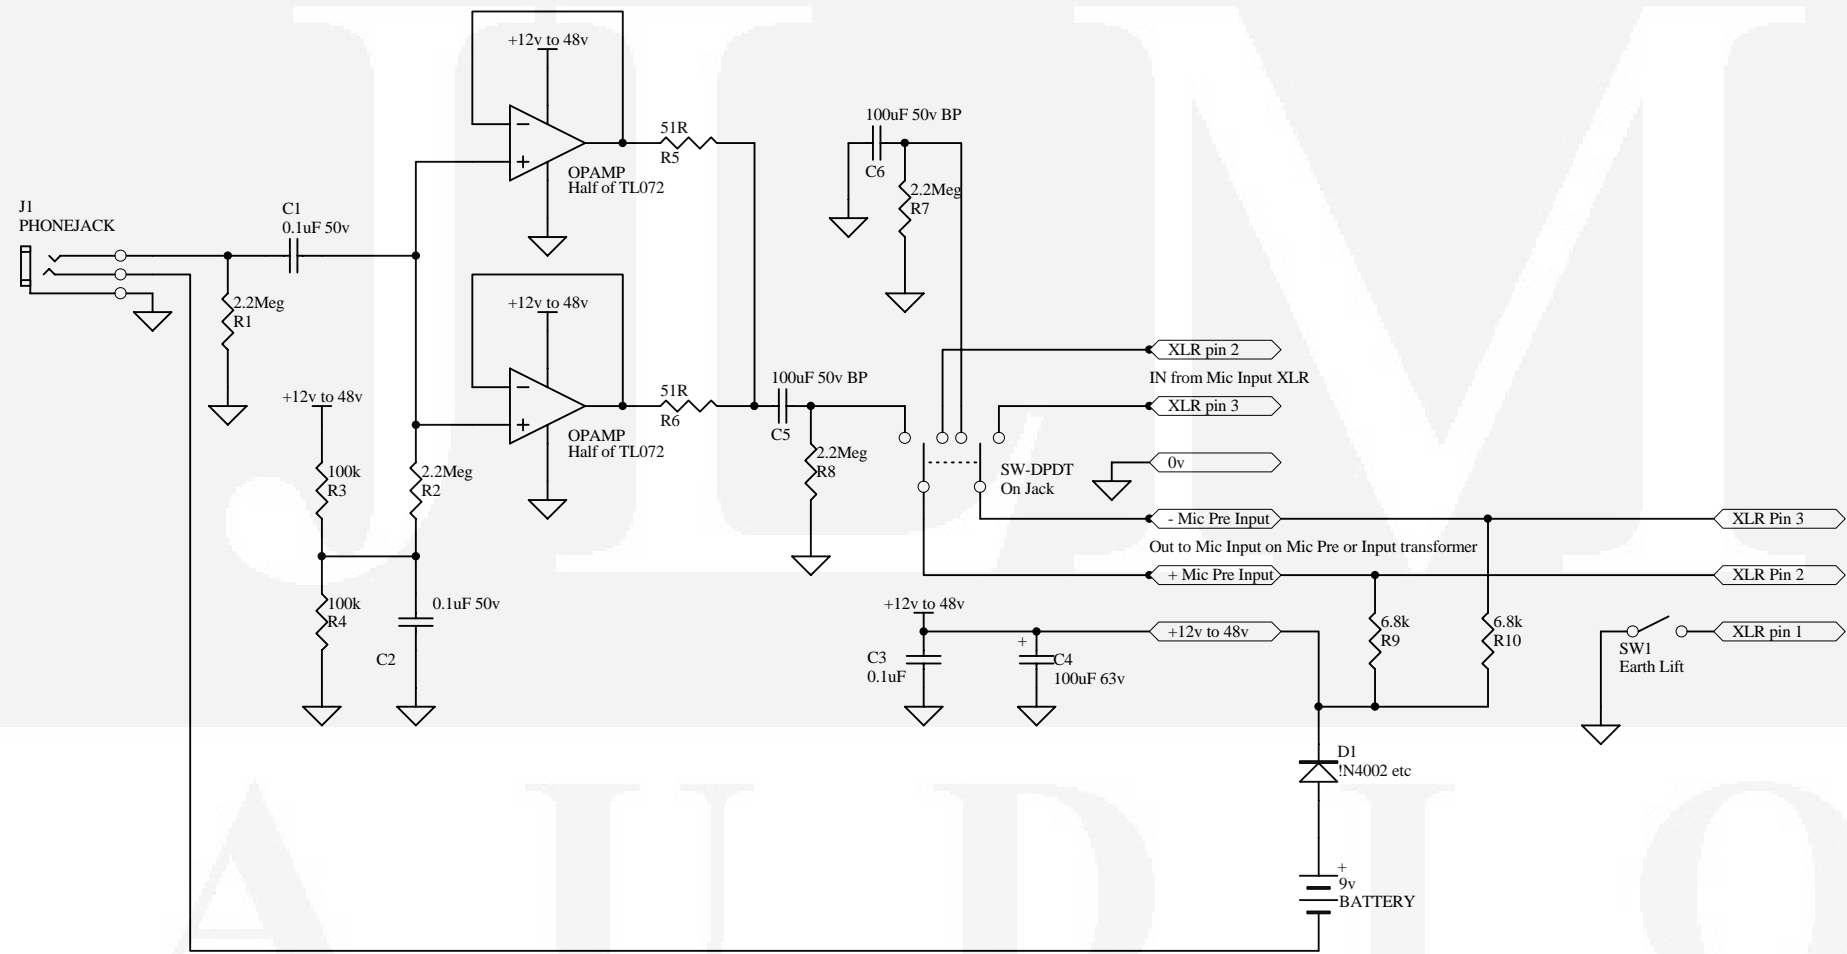 +12v to 48v
-
+
51R
R5
OPAMP
Half of TL072
100uF 50v BP
C6
2.2Meg
R7
J1
PHONEJACK
C1
0.1uF 50v
2.2Meg
R1
+12v to 48v
-
+
51R
R6
OPAMP
Half of TL072
100uF 50v BP
C5
2.2Meg
R8
+12v to 48v
100k
R3
2.2Meg
R2
100k
R4
0.1uF 50v
C2
XLR pin 2
IN from Mic Input XLR
XLR pin 3
SW-DPDT
On Jack
0v
- Mic Pre Input
XLR Pin 3
Out to Mic Input on Mic Pre or Input transformer
+ Mic Pre Input
XLR Pin 2
+12v to 48v
C3
0.1uF
+
C4
100uF 63v
+12v to 48v
6.8k
R9
6.8k
R10
SW1
Earth Lift
XLR pin 1
D1
!N4002 etc
+
9v
BATTERY
JLM
AUDIO